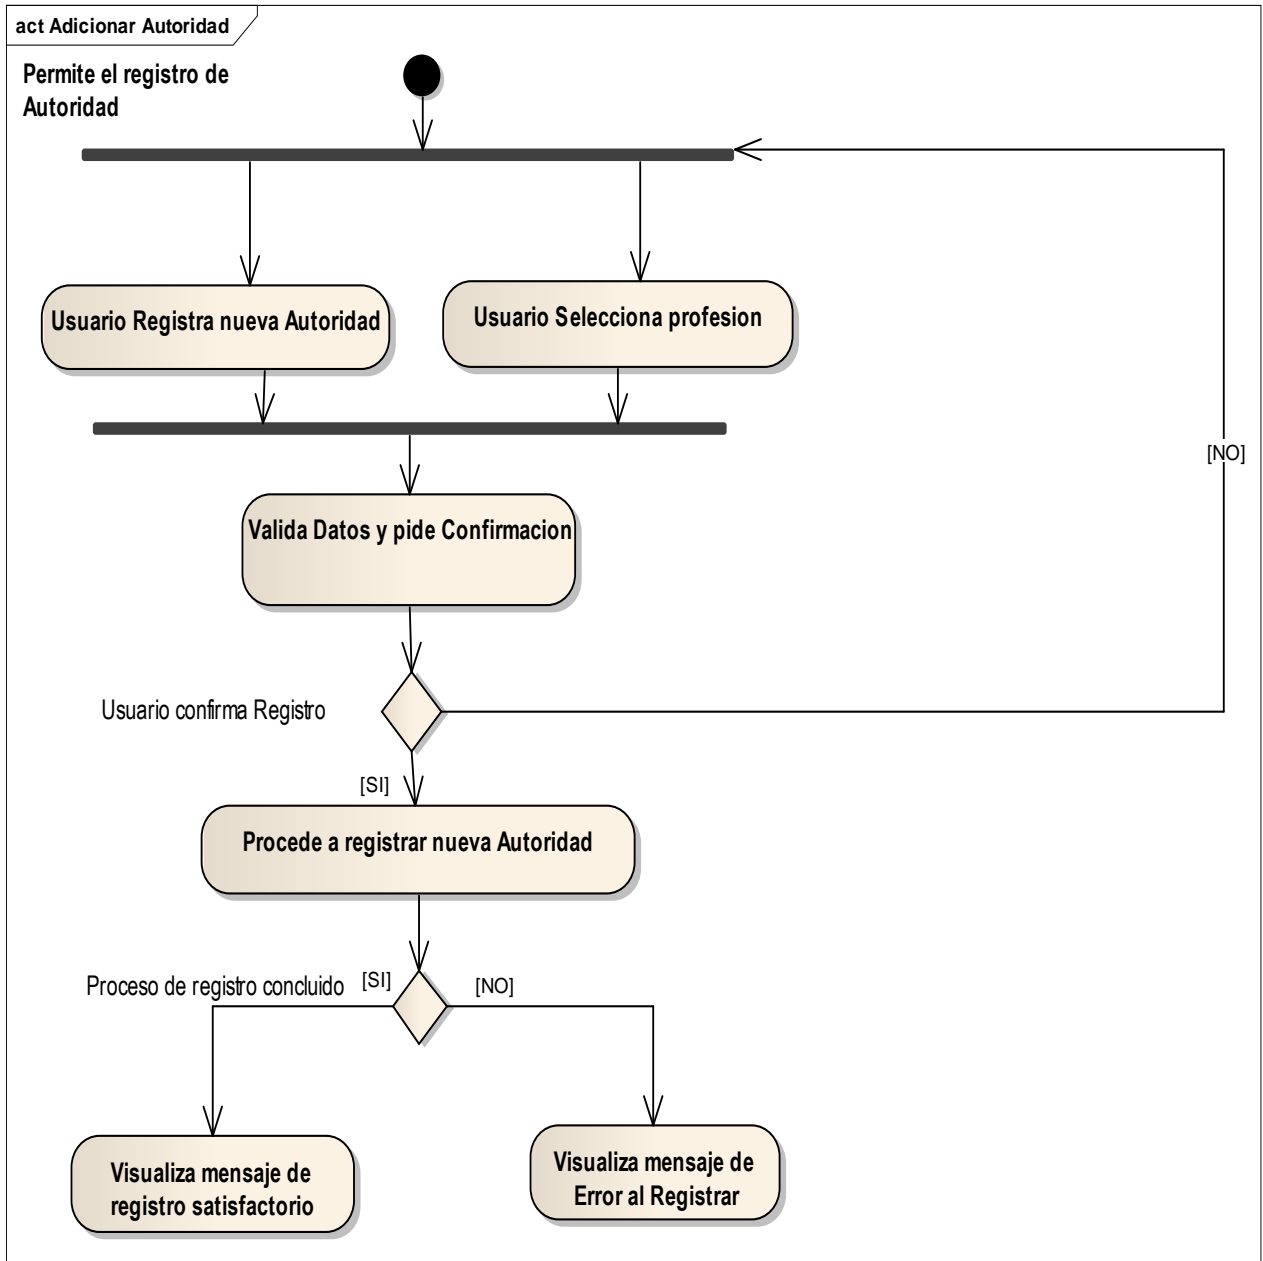 act Adicionar Autoridad
Permite el registro de
Autoridad
Usuario Registra nueva Autoridad
Usuario Selecciona profesion
[NO]
Valida Datos y pide Confirmacion
Usuario confirma Registro
[SI]
Procede a registrar nueva Autoridad
Proceso de registro concluido
[SI]
[NO]
Visualiza mensaje de
registro satisfactorio
Visualiza mensaje de
Error al Registrar